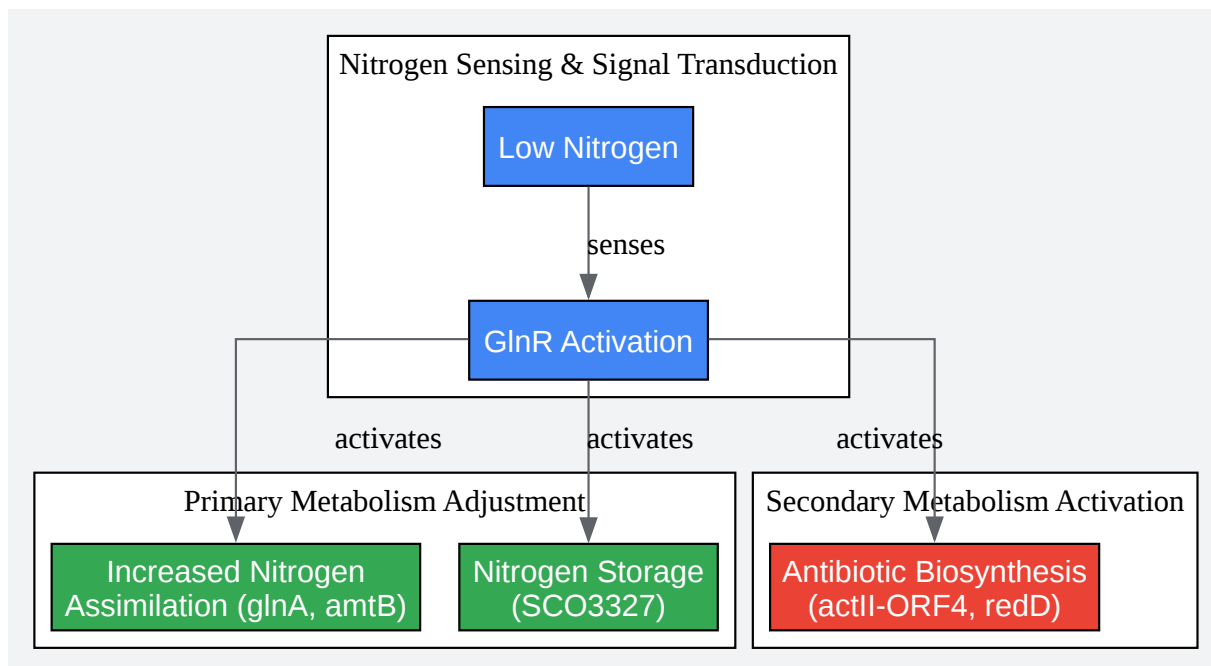 Nitrogen Sensing & Signal Transduction
Low Nitrogen
senses
GlnR Activation
activates
activates
activates
Primary Metabolism Adjustment
Secondary Metabolism Activation
Increased Nitrogen
Assimilation (glnA, amtB)
Nitrogen Storage
(SCO3327)
Antibiotic Biosynthesis
(actII-ORF4, redD)